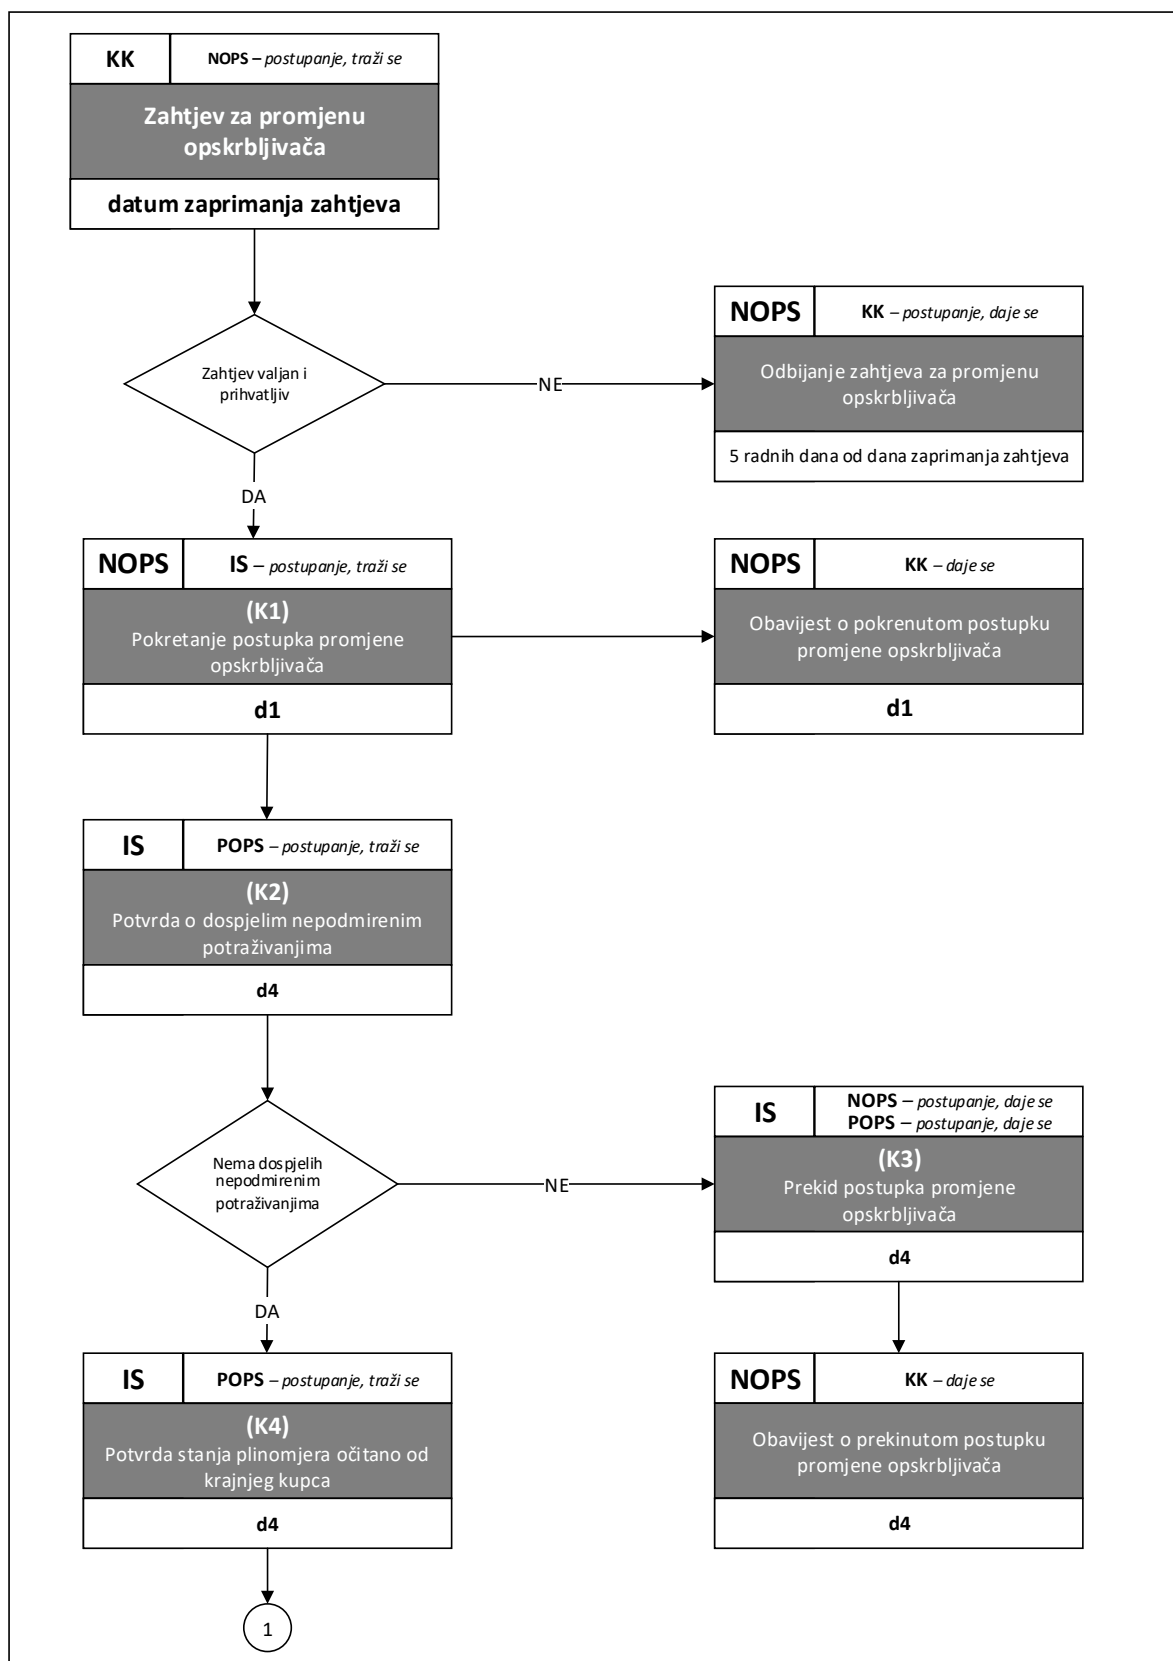 KK
NOPS – postupanje, traži se
Zahtjev za promjenu
opskrbljivača
datum zaprimanja zahtjeva
Zahtjev valjan i
prihvatljiv
NE
NOPS
KK – postupanje, daje se
Odbijanje zahtjeva za promjenu
opskrbljivača
5 radnih dana od dana zaprimanja zahtjeva
DA
NOPS
IS – postupanje, traži se
(K1)
Pokretanje postupka promjene
opskrbljivača
d1
NOPS
KK – daje se
Obavijest o pokrenutom postupku
promjene opskrbljivača
d1
IS
POPS – postupanje, traži se
(K2)
Potvrda o dospjelim nepodmirenim
potraživanjima
d4
Nema dospjelih
nepodmirenim
potraživanjima
NE
IS
NOPS – postupanje, daje se
POPS – postupanje, daje se
(K3)
Prekid postupka promjene
opskrbljivača
d4
DA
IS
POPS – postupanje, traži se
(K4)
Potvrda stanja plinomjera očitano od
krajnjeg kupca
d4
NOPS
KK – daje se
Obavijest o prekinutom postupku
promjene opskrbljivača
d4
1